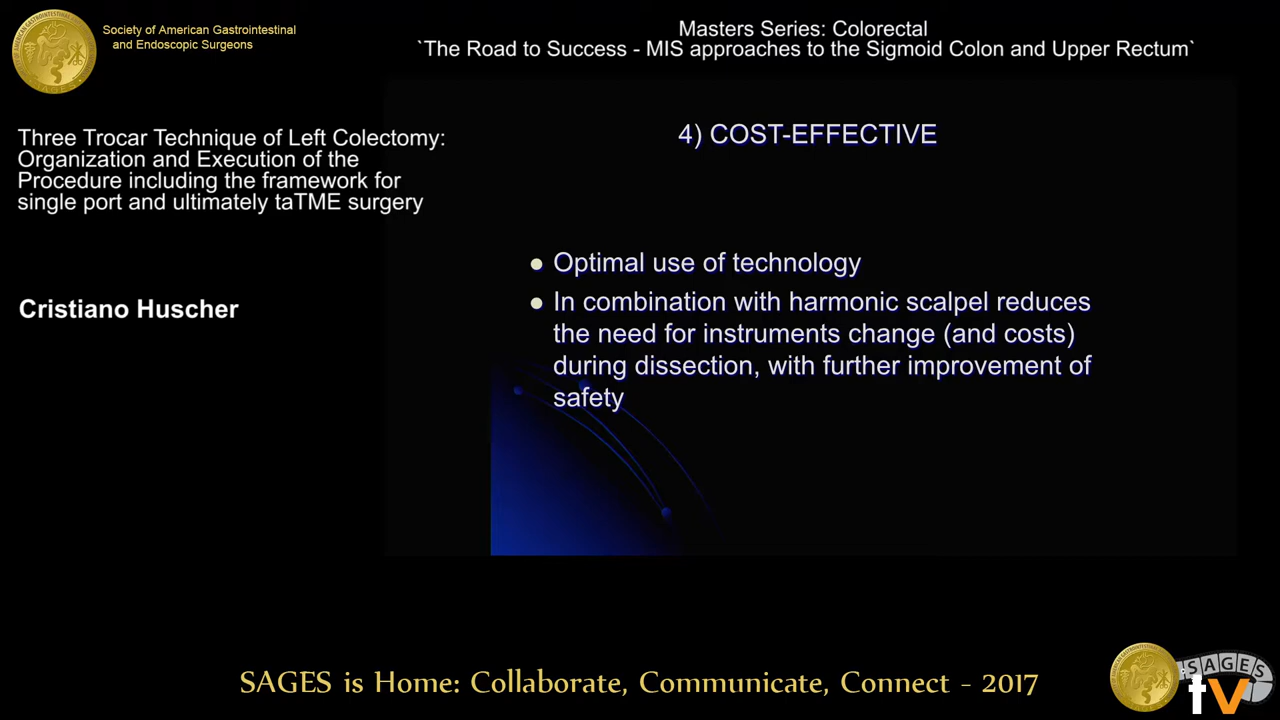 Society of American Gastrointestinal
and Endoscopic Surgeons
Masters Series: Colorectal
`The Road to Success - MIS approaches to the Sigmoid Colon and Upper Rectum`
Three Trocar Technique of Left Colectomy:
Organization and Execution of the
Procedure including the framework for
single port and ultimately taTME surgery
Cristiano Huscher
4) COST-EFFECTIVE
● Optimal use of technology
● In combination with harmonic scalpel reduces
the need for instruments change (and costs)
during dissection, with further improvement of
safety
SAGES is Home: Collaborate, Communicate, Connect - 2017
SAGES
tv